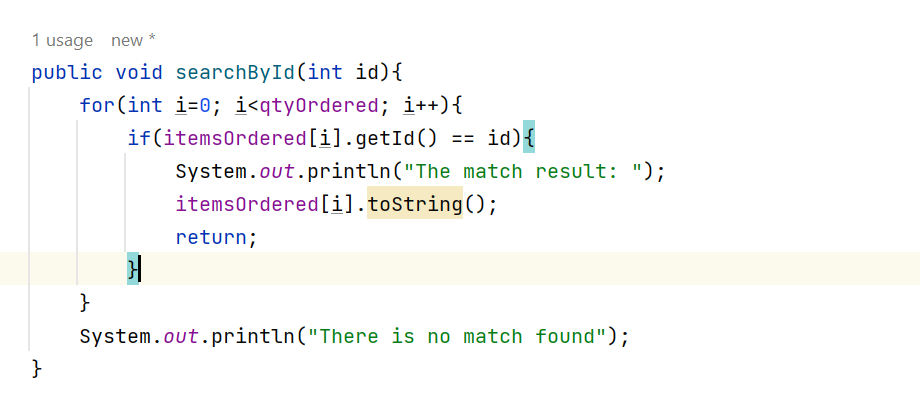 1 usage new *
public void searchById(int id){
for(int i=0; i<qtyOrdered; i++){
if(itemsOrdered[i].getId() == id){
System.out.println("The match result: ");
itemsOrdered[i].toString();
return;
}
}
System.out.println("There is no match found");
}